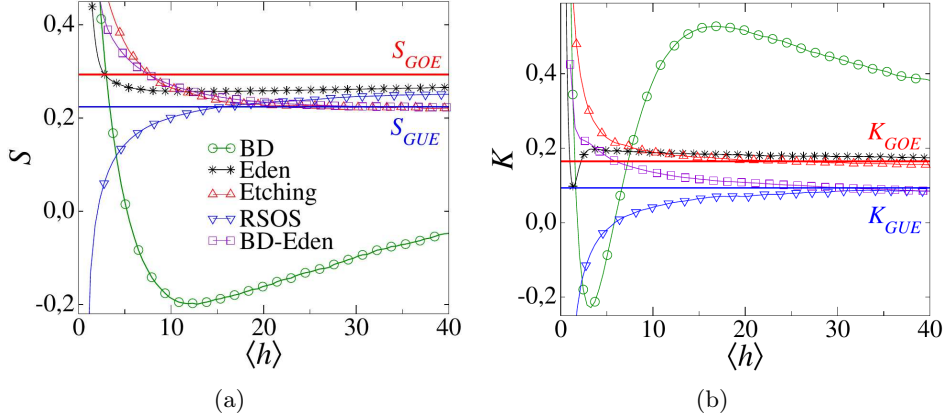 0,4
0,2
0,0
-0,2
S
S_GOE
S_GUE
BD
Eden
Etching
RSOS
BD-Eden
0 10 20 30 40
⟨h⟩
(a)
0,4
0,2
0,0
-0,2
K
K_GOE
K_GUE
0 10 20 30 40
⟨h⟩
(b)